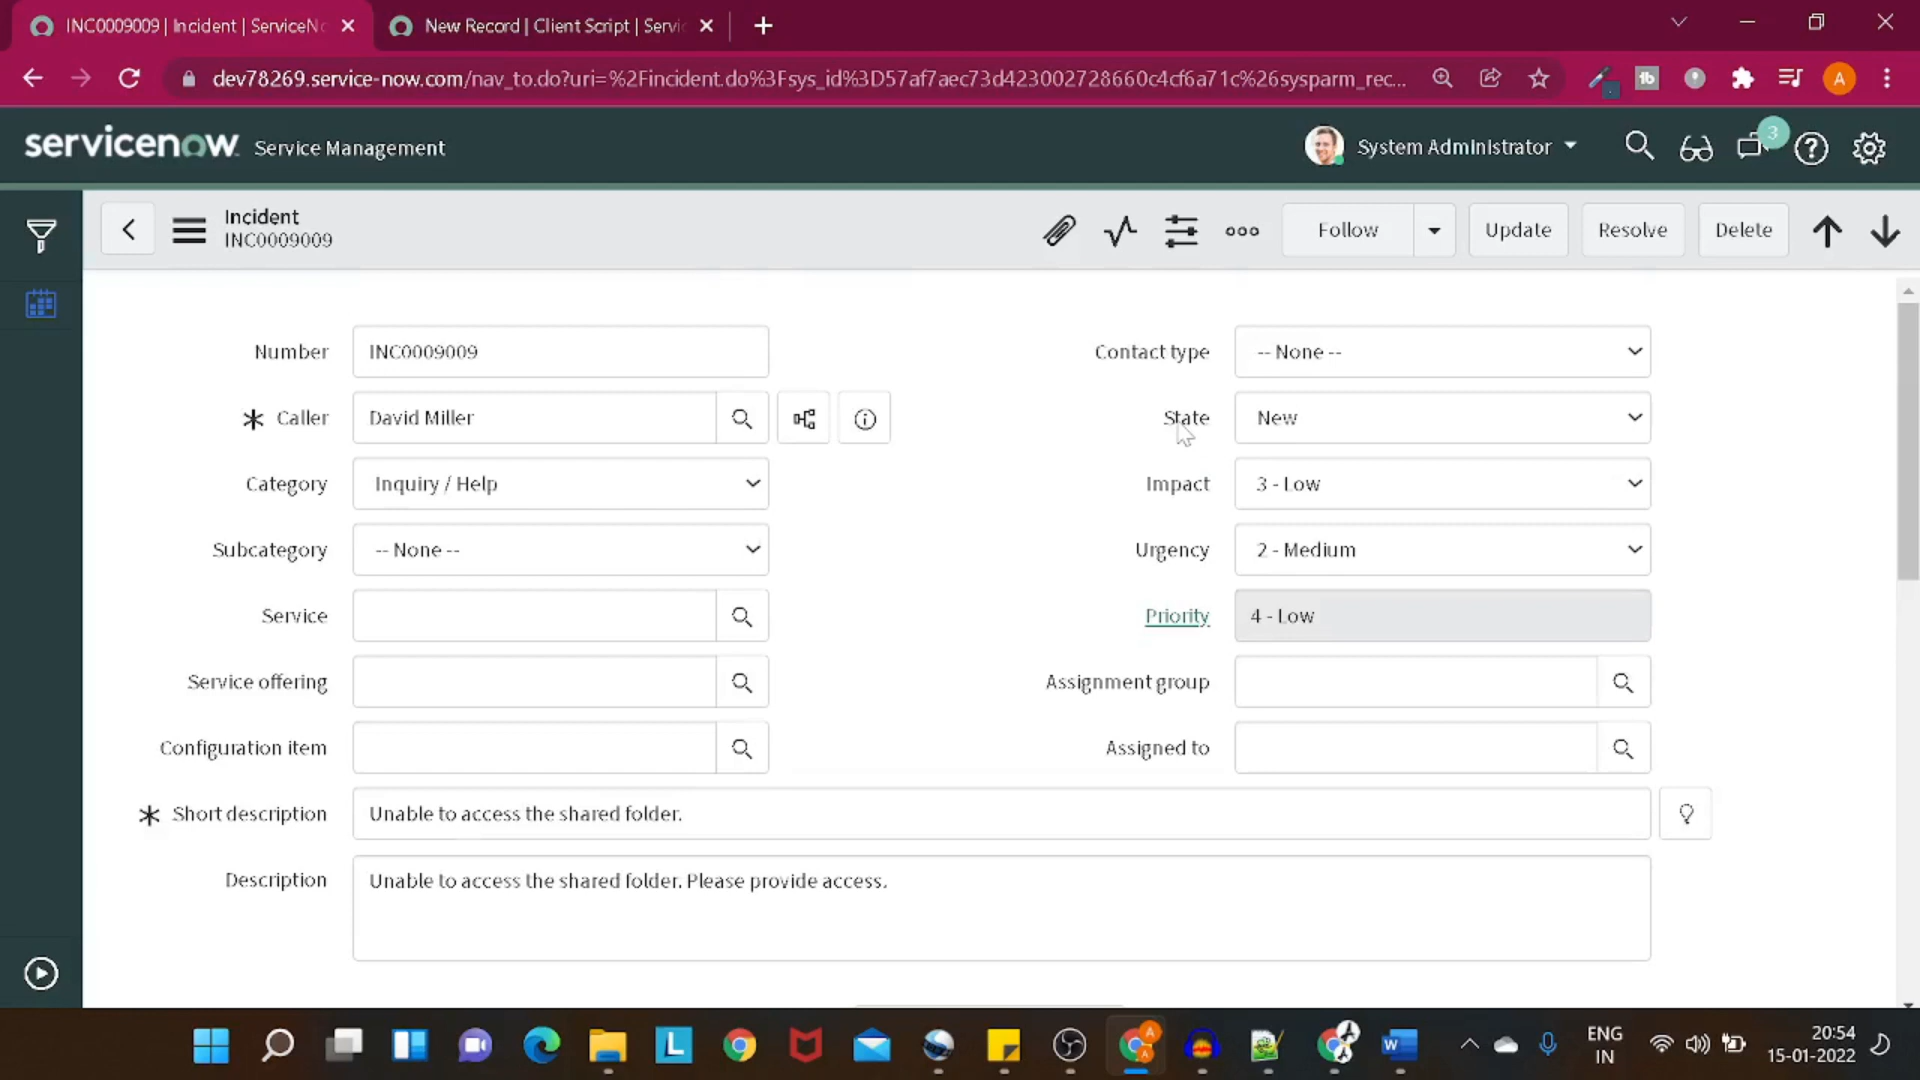 INC0009009 | Incident | ServiceN
New Record | Client Script | Servi
dev78269.service-now.com/nav_to.do?uri=%2Fincident.do%3Fsys_id%3D57af7aec73d423002728660c4cf6a71c%26sysparm_rec...
tb
A
servicenow Service Management
System Administrator
3
Incident
INC0009009
Follow
Update
Resolve
Delete
Number
INC0009009
Contact type
-- None --
Caller
David Miller
State
New
Category
Inquiry / Help
Impact
3 - Low
Subcategory
-- None --
Urgency
2 - Medium
Service
Priority
4 - Low
Service offering
Assignment group
Configuration item
Assigned to
Short description
Unable to access the shared folder.
Description
Unable to access the shared folder. Please provide access.
L
A
A
W
ENG
IN
20:54
15-01-2022